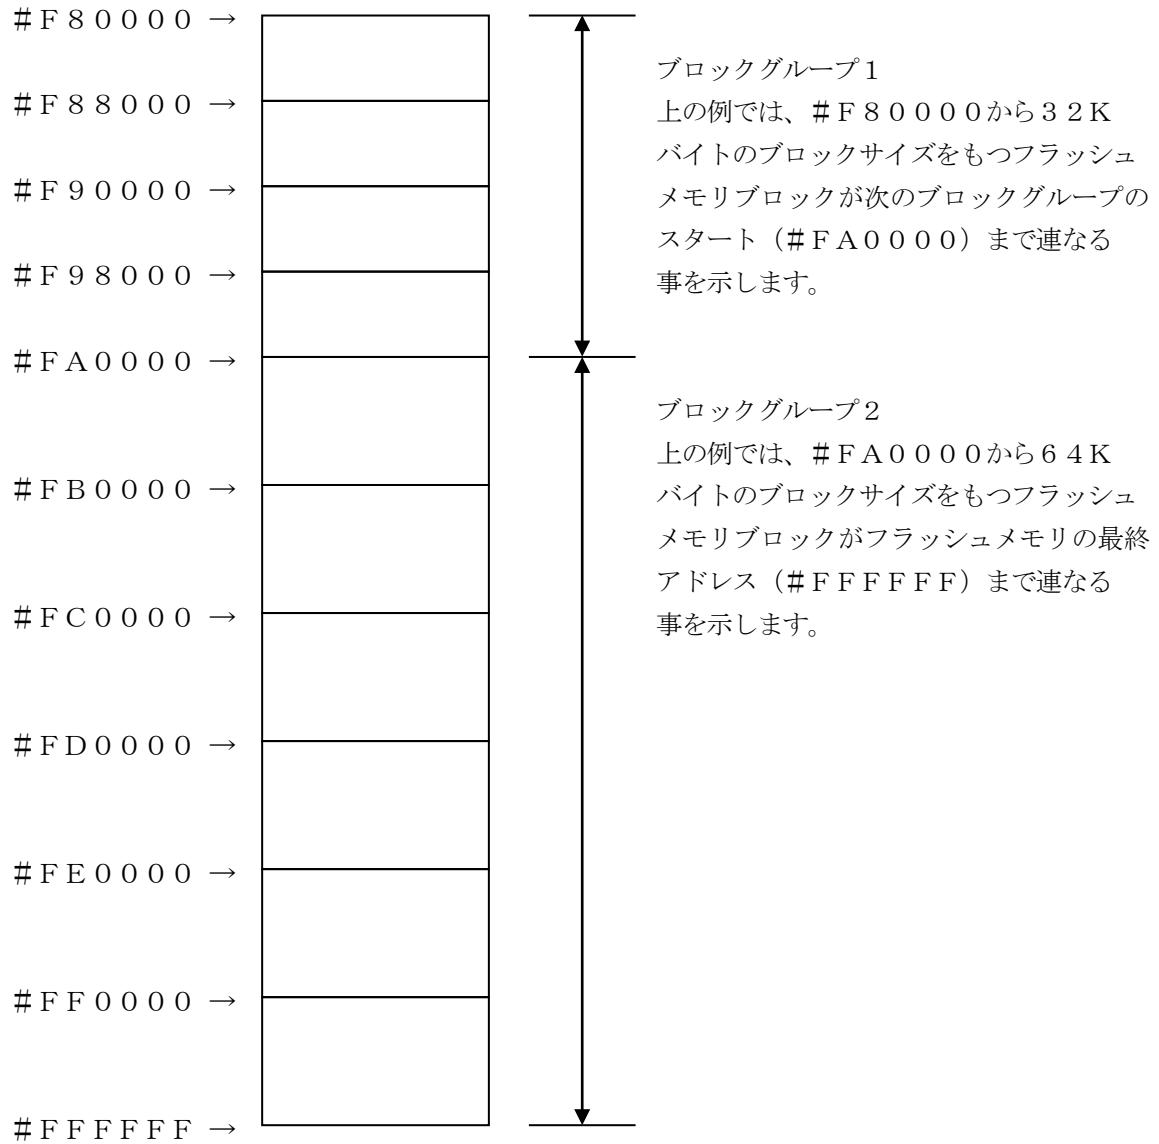 ＃Ｆ８００００ →
＃Ｆ８８０００ →
＃Ｆ９００００ →
＃Ｆ９８０００ →
＃ＦＡ００００ →
＃ＦＢ００００ →
＃ＦＣ００００ →
＃ＦＤ００００ →
＃ＦＥ００００ →
＃ＦＦ００００ →
＃ＦＦＦＦＦＦ →
ブロックグループ１
上の例では、＃Ｆ８００００から３２Ｋ
バイトのブロックサイズをもつフラッシュ
メモリブロックが次のブロックグループの
スタート（＃ＦＡ００００）まで連なる
事を示します。
ブロックグループ２
上の例では、＃ＦＡ００００から６４Ｋ
バイトのブロックサイズをもつフラッシュ
メモリブロックがフラッシュメモリの最終
アドレス（＃ＦＦＦＦＦＦ）まで連なる
事を示します。